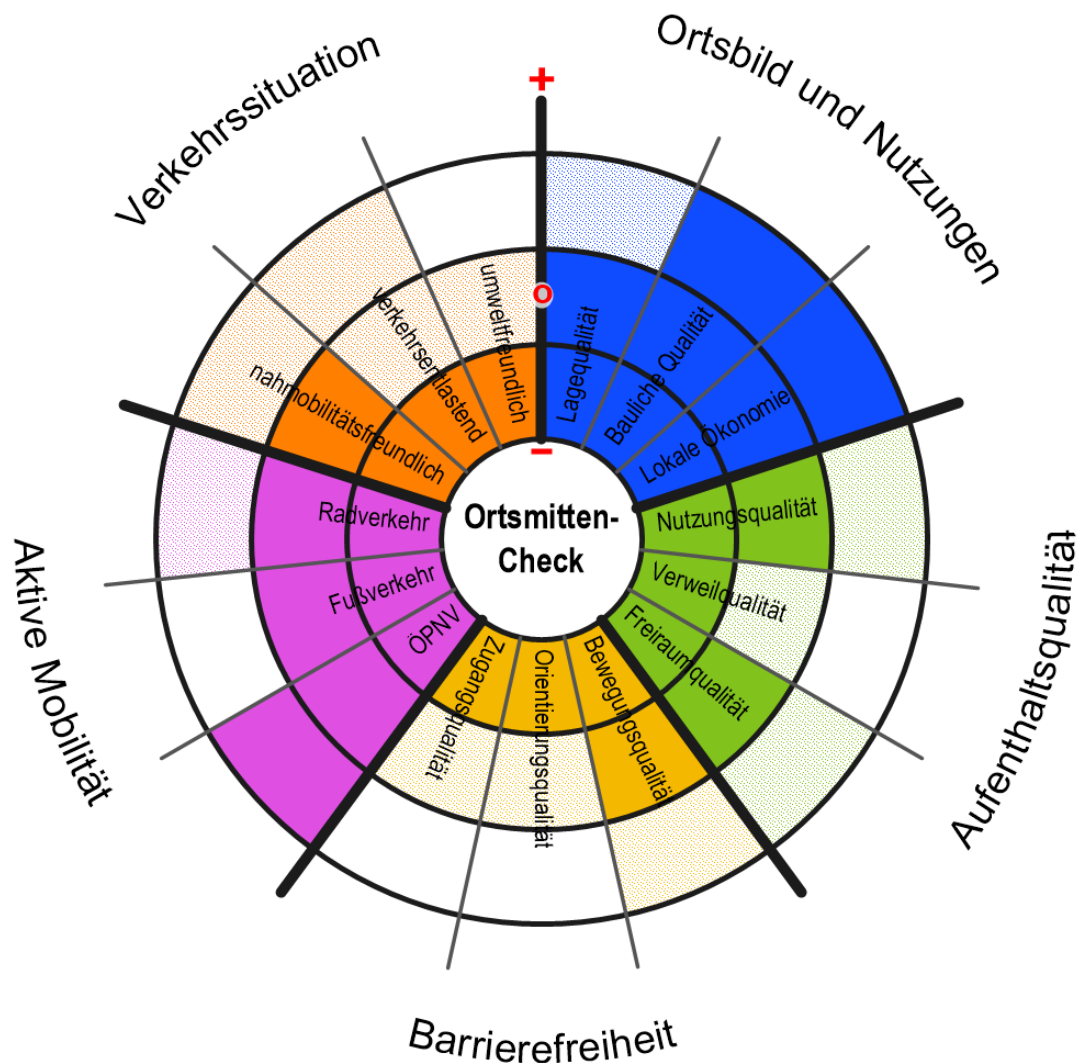 Verkehrssituation
Ortsbild und Nutzungen
+
o
–
umweltfreundlich
verkehrsentlastend
nahmobilitätsfreundlich
Lagequalität
Bauliche Qualität
Lokale Ökonomie
Radverkehr
Fußverkehr
ÖPNV
Ortsmitten-
Check
Nutzungsqualität
Verweilqualität
Freiraumqualität
Zugangsqualität
Orientierungsqualität
Bewegungsqualität
Aktive Mobilität
Aufenthaltsqualität
Barrierefreiheit